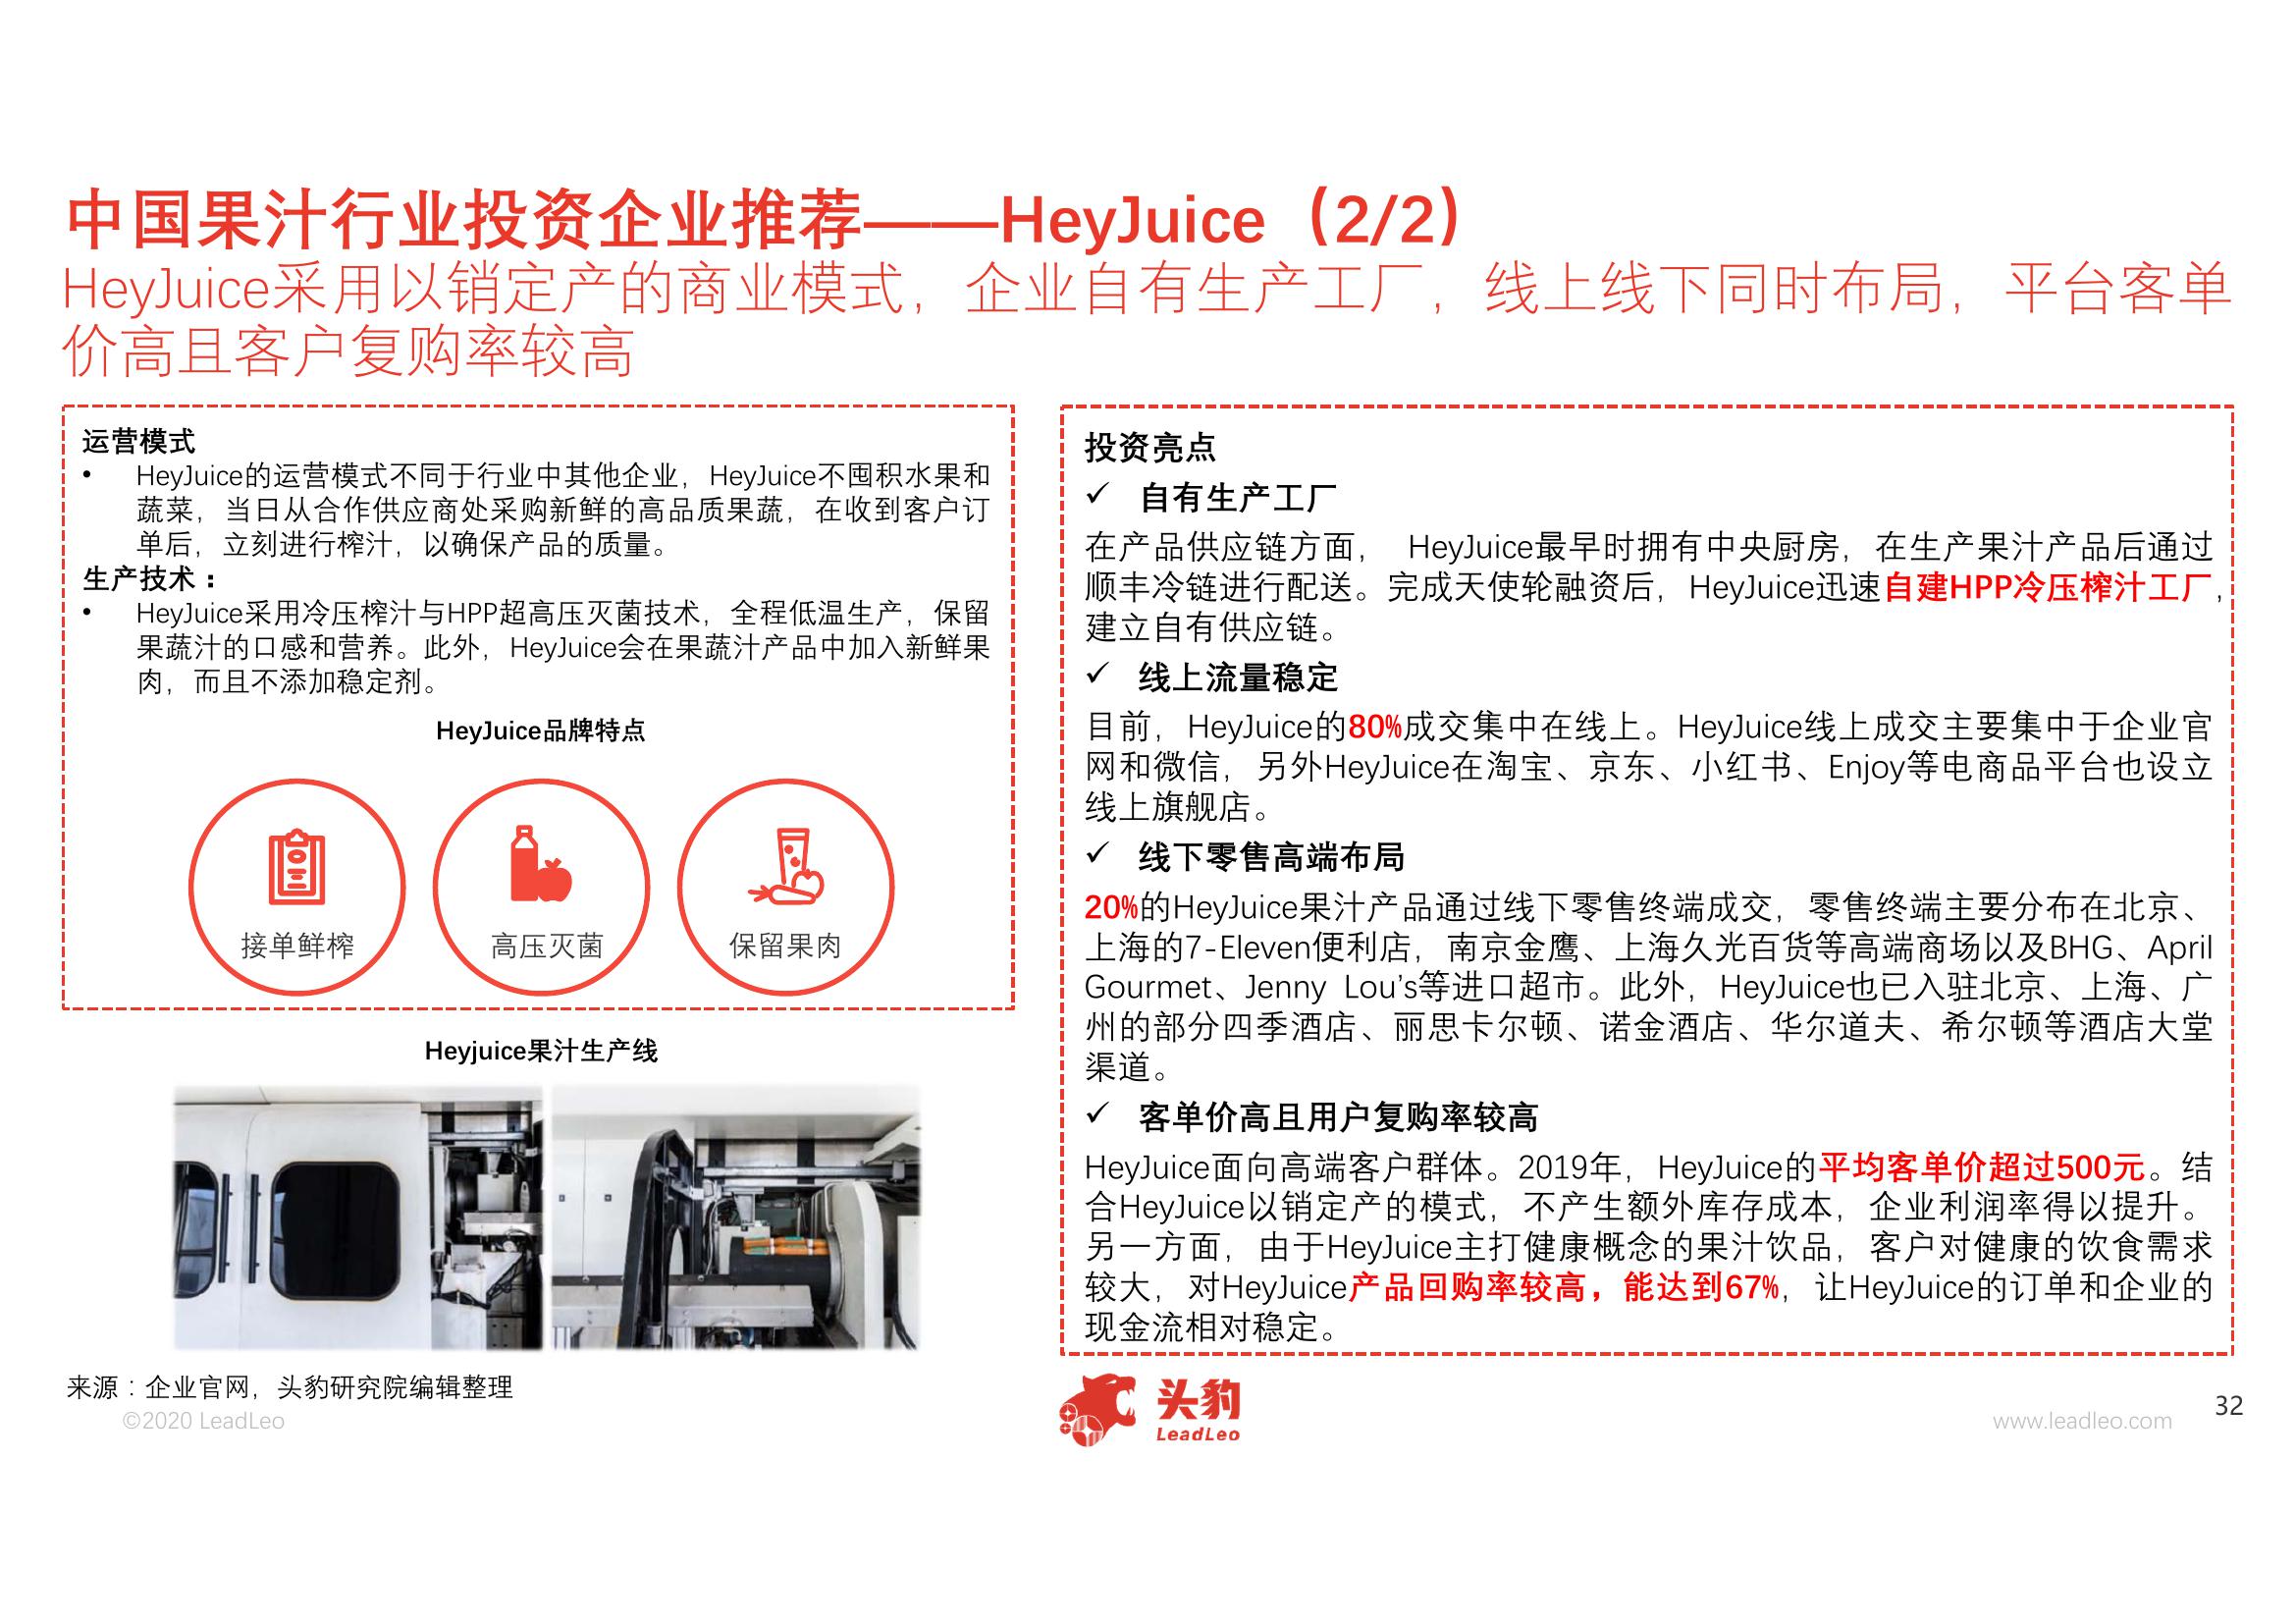 中国果汁行业投资企业推荐——HeyJuice（2/2）
HeyJuice采用以销定产的商业模式，企业自有生产工厂，线上线下同时布局，平台客单
价高且客户复购率较高
运营模式
• HeyJuice的运营模式不同于行业中其他企业，HeyJuice不囤积水果和
蔬菜，当日从合作供应商处采购新鲜的高品质果蔬，在收到客户订
单后，立刻进行榨汁，以确保产品的质量。
生产技术：
• HeyJuice采用冷压榨汁与HPP超高压灭菌技术，全程低温生产，保留
果蔬汁的口感和营养。此外，HeyJuice会在果蔬汁产品中加入新鲜果
肉，而且不添加稳定剂。
HeyJuice品牌特点
接单鲜榨
高压灭菌
保留果肉
Heyjuice果汁生产线
来源：企业官网，头豹研究院编辑整理
©2020 LeadLeo
投资亮点
✓ 自有生产工厂
在产品供应链方面， HeyJuice最早时拥有中央厨房，在生产果汁产品后通过
顺丰冷链进行配送。完成天使轮融资后，HeyJuice迅速自建HPP冷压榨汁工厂，
建立自有供应链。
✓ 线上流量稳定
目前，HeyJuice的80%成交集中在线上。HeyJuice线上成交主要集中于企业官
网和微信，另外HeyJuice在淘宝、京东、小红书、Enjoy等电商品平台也设立
线上旗舰店。
✓ 线下零售高端布局
20%的HeyJuice果汁产品通过线下零售终端成交，零售终端主要分布在北京、
上海的7-Eleven便利店，南京金鹰、上海久光百货等高端商场以及BHG、April
Gourmet、Jenny Lou’s等进口超市。此外，HeyJuice也已入驻北京、上海、广
州的部分四季酒店、丽思卡尔顿、诺金酒店、华尔道夫、希尔顿等酒店大堂
渠道。
✓ 客单价高且用户复购率较高
HeyJuice面向高端客户群体。2019年，HeyJuice的平均客单价超过500元。结
合HeyJuice以销定产的模式，不产生额外库存成本，企业利润率得以提升。
另一方面，由于HeyJuice主打健康概念的果汁饮品，客户对健康的饮食需求
较大，对HeyJuice产品回购率较高，能达到67%，让HeyJuice的订单和企业的
现金流相对稳定。
头豹
LeadLeo
www.leadleo.com
32